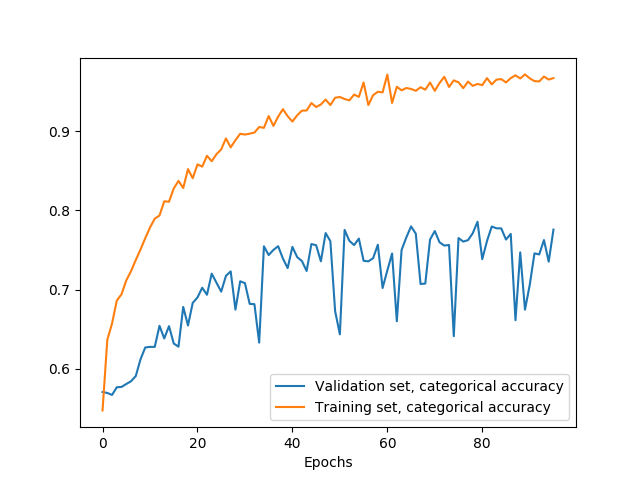 0.9
0.8
0.7
0.6
Validation set, categorical accuracy
Training set, categorical accuracy
0 20 40 60 80
Epochs